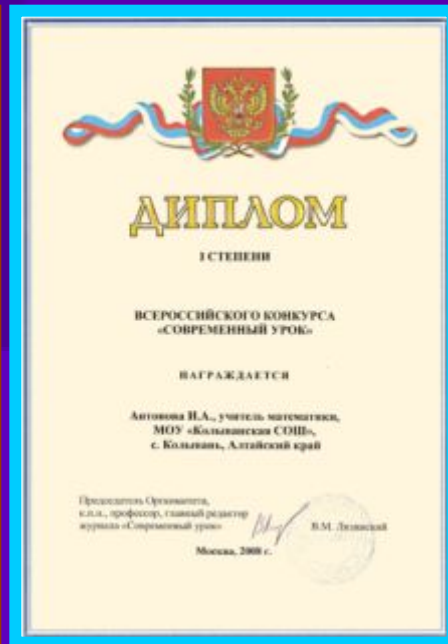 ДИПЛОМ
I СТЕПЕНИ
ВСЕРОССИЙСКОГО КОНКУРСА
«СОВРЕМЕННЫЙ УРОК»
НАГРАЖДАЕТСЯ
Антонова И.А., учитель математики,
МОУ «Колыванская СОШ»,
с. Колывань, Алтайский край
Председатель Оргкомитета,
к.п.н., профессор, главный редактор
журнала «Современный урок»
В.М.
Москва, 2008 г.